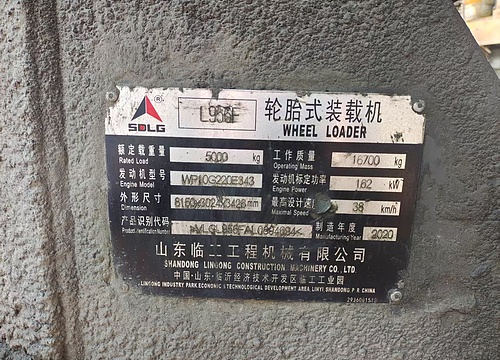 SDLG ® L956F 轮胎式装载机
WHEEL LOADER
额定载重量 5000 kg 工作质量 16700 kg
Rated Load Operating Mass
发动机型号 WP10G220E343 发动机标定功率 162 kW
Engine Model Engine Power
外形尺寸 mm 最高设计速度 38 km/h
Dimension Maximal Speed
产品识别代号 制造年度 2020
Product Identification Number Manufacturing Year
山东临工工程机械有限公司
SHANDONG LINGONG CONSTRUCTION MACHINERY CO.,LTD
中国·山东·临沂经济技术开发区临工工业园
LINGONG INDUSTRY PARK ECONOMIC & TECHNOLOGICAL DEVELOPMENT AREA, LINYI SHANDONG P.R.CHINA